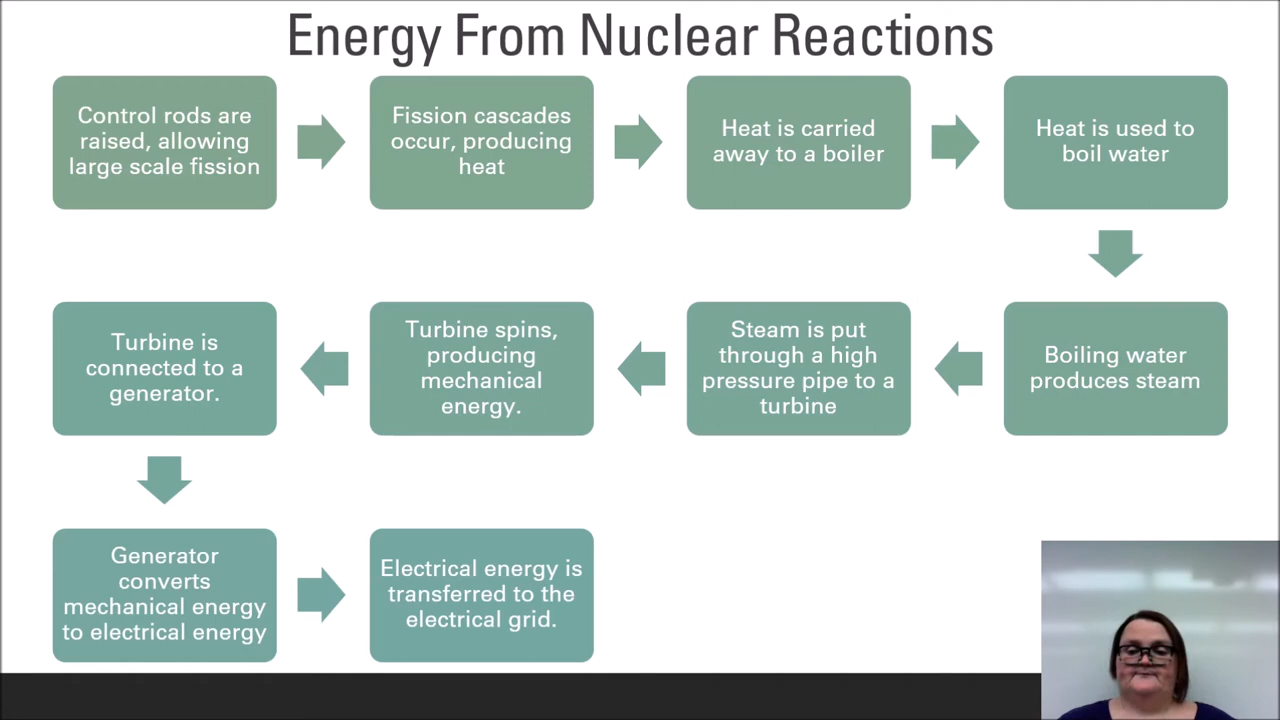 Energy From Nuclear Reactions
Control rods are
raised, allowing
large scale fission
Fission cascades
occur, producing
heat
Heat is carried
away to a boiler
Heat is used to
boil water
Boiling water
produces steam
Steam is put
through a high
pressure pipe to a
turbine
Turbine spins,
producing
mechanical
energy.
Turbine is
connected to a
generator.
Generator
converts
mechanical energy
to electrical energy
Electrical energy is
transferred to the
electrical grid.